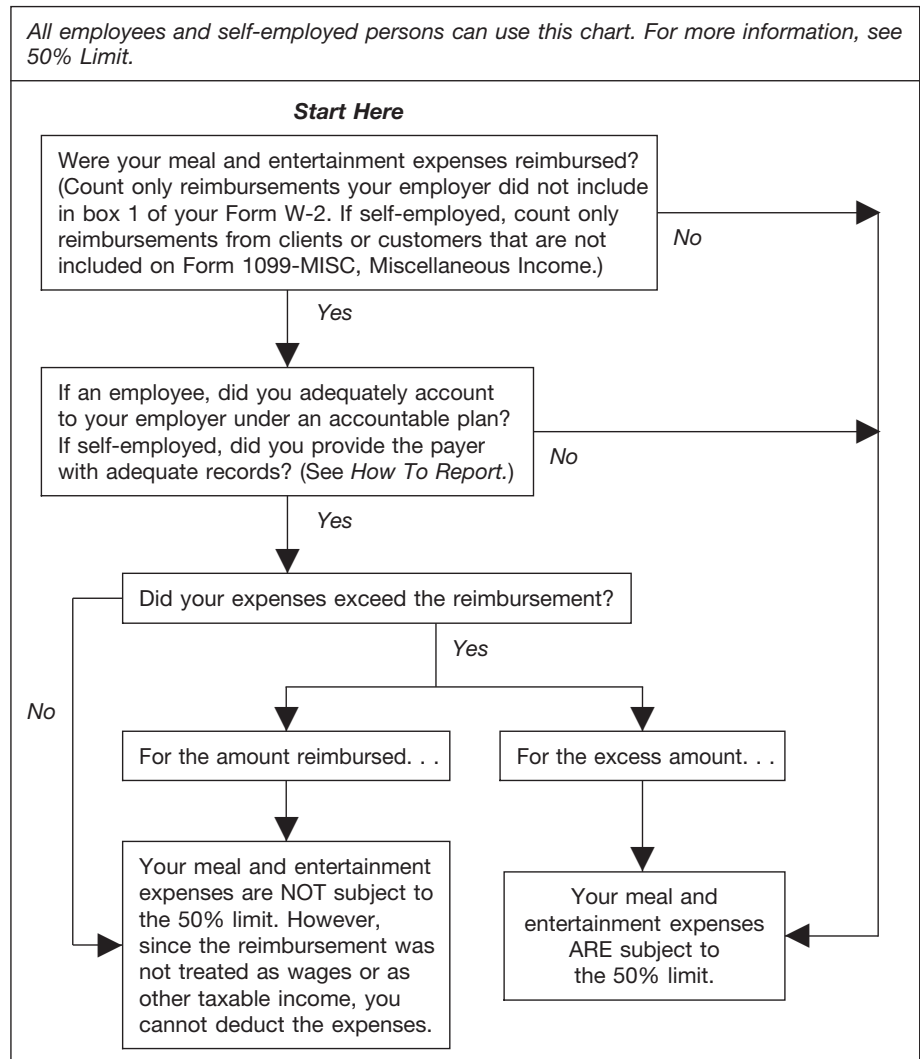 All employees and self-employed persons can use this chart. For more information, see
50% Limit.
Start Here
Were your meal and entertainment expenses reimbursed?
(Count only reimbursements your employer did not include
in box 1 of your Form W-2. If self-employed, count only
reimbursements from clients or customers that are not
included on Form 1099-MISC, Miscellaneous Income.)
No
Yes
If an employee, did you adequately account
to your employer under an accountable plan?
If self-employed, did you provide the payer
with adequate records? (See How To Report.)
No
Yes
Did your expenses exceed the reimbursement?
Yes
No
For the amount reimbursed. . .
For the excess amount. . .
Your meal and entertainment
expenses are NOT subject to
the 50% limit. However,
since the reimbursement was
not treated as wages or as
other taxable income, you
cannot deduct the expenses.
Your meal and
entertainment expenses
ARE subject to
the 50% limit.